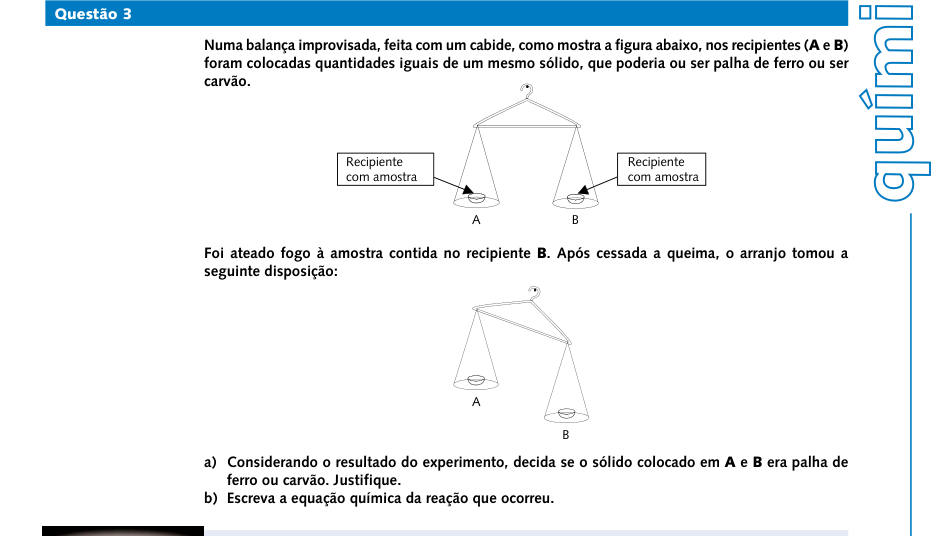 Questão 3
Numa balança improvisada, feita com um cabide, como mostra a figura abaixo, nos recipientes (A e B)
foram colocadas quantidades iguais de um mesmo sólido, que poderia ou ser palha de ferro ou ser
carvão.
Recipiente
com amostra
Recipiente
com amostra
A
B
Foi ateado fogo à amostra contida no recipiente B. Após cessada a queima, o arranjo tomou a
seguinte disposição:
A
B
a) Considerando o resultado do experimento, decida se o sólido colocado em A e B era palha de
ferro ou carvão. Justifique.
b) Escreva a equação química da reação que ocorreu.
quími